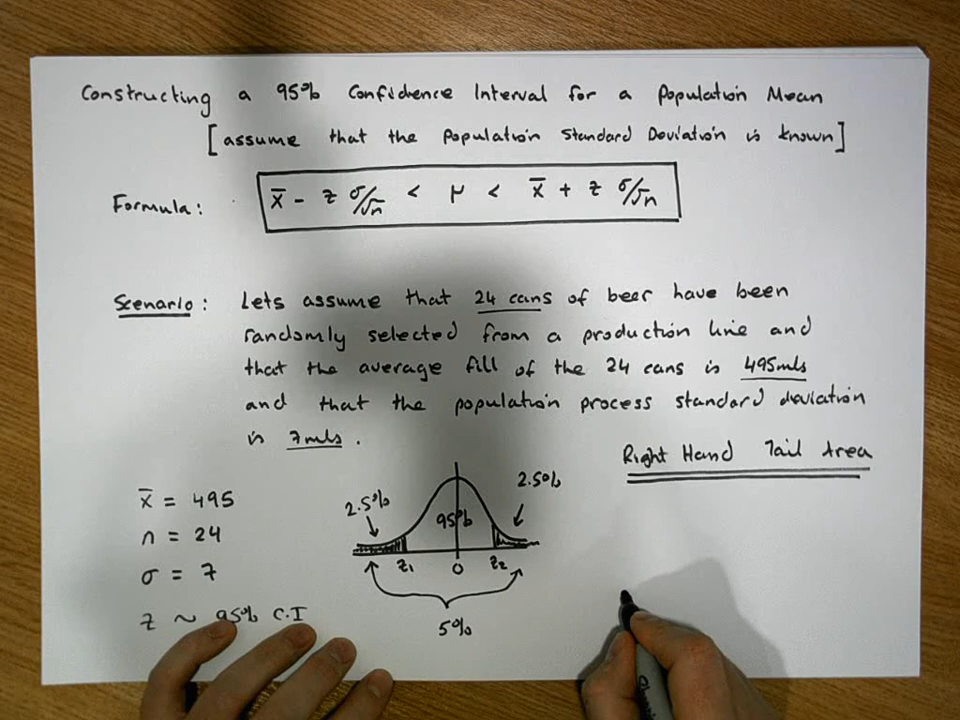 Constructing a 95% Confidence Interval for a Population Mean
[assume that the Population Standard Deviation is known]
Formula: x̄ - z σ/√n < μ < x̄ + z σ/√n
Scenario: Lets assume that 24 cans of beer have been
randomly selected from a production line and
that the average fill of the 24 cans is 495mls
and that the population process standard deviation
is 7mls.
Right Hand Tail Area
x̄ = 495
n = 24
σ = 7
z ~ 95% C.I
2.5%
95%
2.5%
z₁ 0 z₂
5%